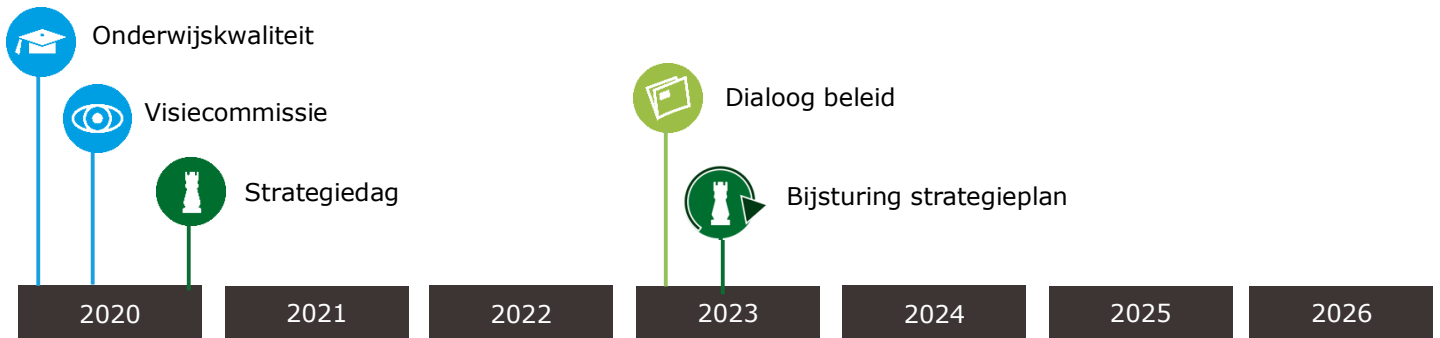 Onderwijskwaliteit
Visiecommissie
Strategiedag
Dialoog beleid
Bijsturing strategieplan
2020 2021 2022 2023 2024 2025 2026